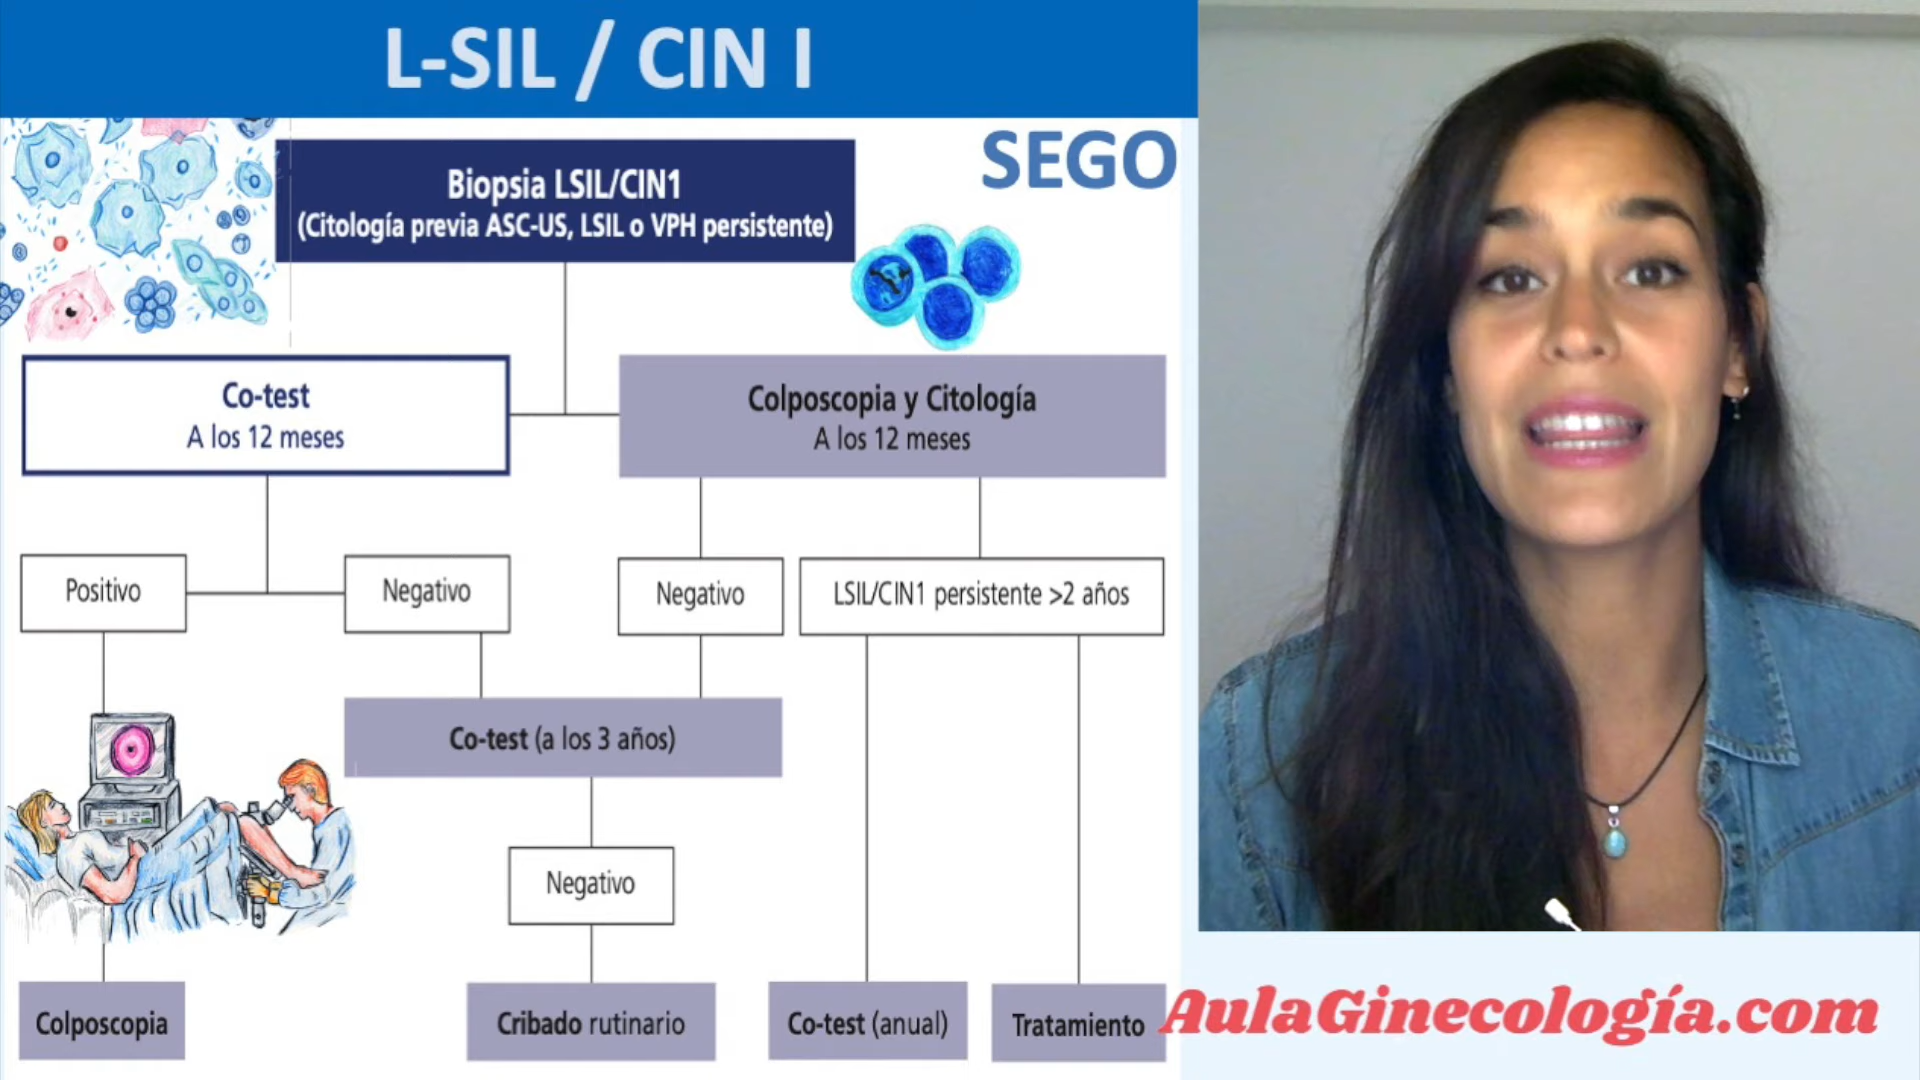 L-SIL / CIN I
SEGO
Biopsia LSIL/CIN1
(Citología previa ASC-US, LSIL o VPH persistente)
Co-test
A los 12 meses
Colposcopia y Citología
A los 12 meses
Positivo
Negativo
Negativo
LSIL/CIN1 persistente >2 años
Co-test (a los 3 años)
Negativo
Colposcopia
Cribado rutinario
Co-test (anual)
Tratamiento
AulaGinecología.com